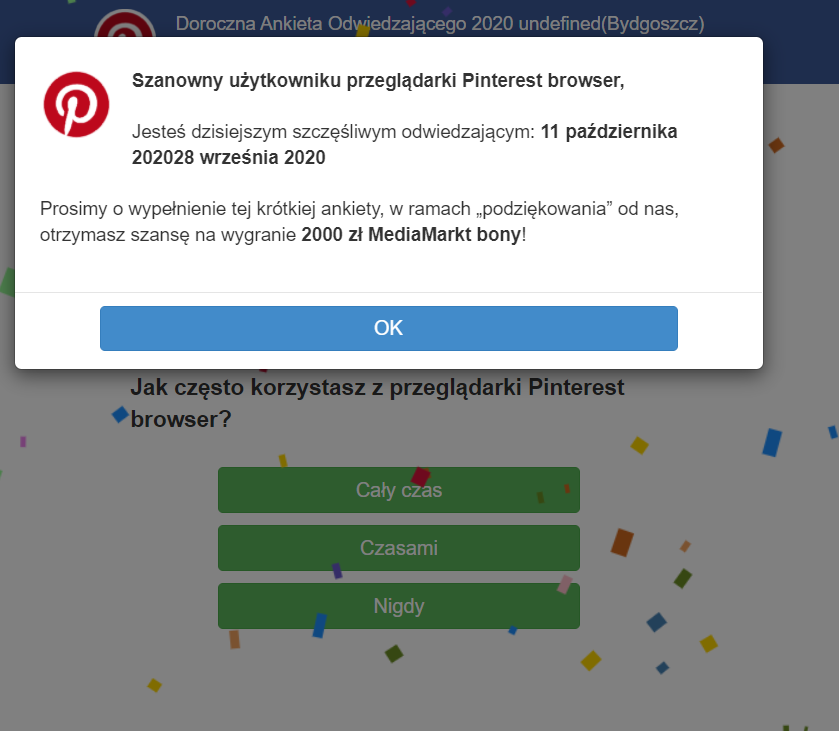 Doroczna Ankieta Odwiedzającego 2020 undefined(Bydgoszcz)
Szanowny użytkowniku przeglądarki Pinterest browser,
Jesteś dzisiejszym szczęśliwym odwiedzającym: 11 października
202028 września 2020
Prosimy o wypełnienie tej krótkiej ankiety, w ramach „podziękowania” od nas,
otrzymasz szansę na wygranie 2000 zł MediaMarkt bony!
OK
Jak często korzystasz z przeglądarki Pinterest
browser?
Cały czas
Czasami
Nigdy